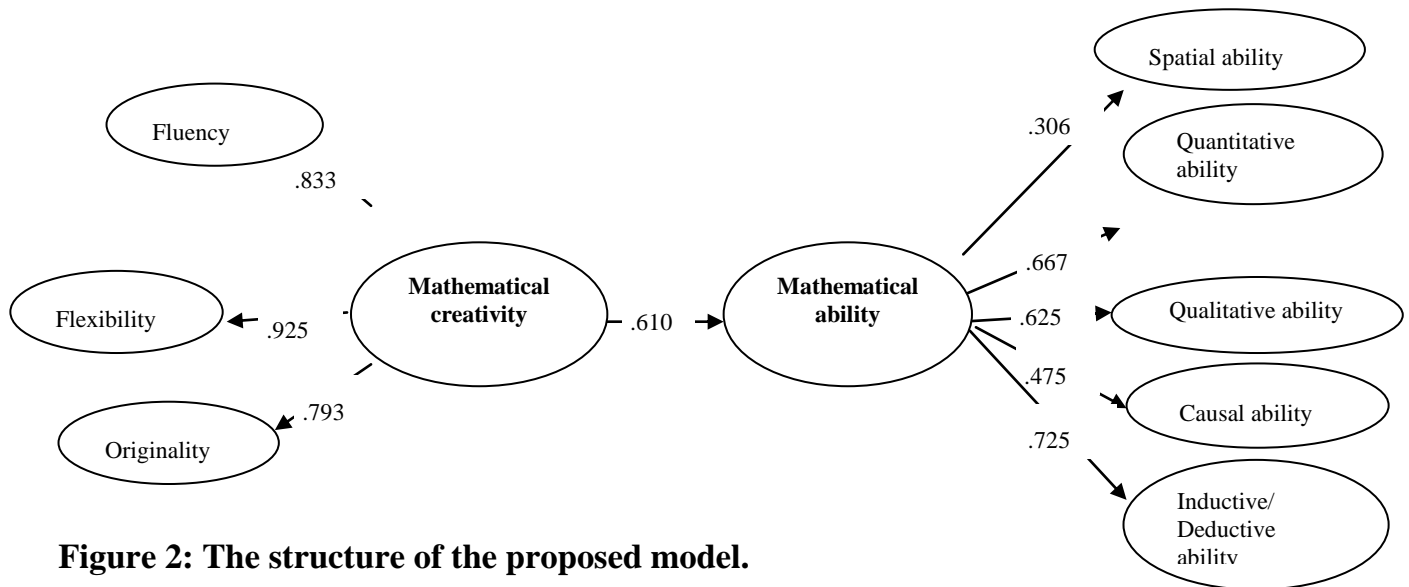 Spatial ability
Fluency
.306
Quantitative
ability
.833
Mathematical
creativity
Mathematical
ability
.667
Flexibility
.925
.610
.625
Qualitative ability
.475
.793
Causal ability
Originality
.725
Inductive/
Deductive
ability
Figure 2: The structure of the proposed model.